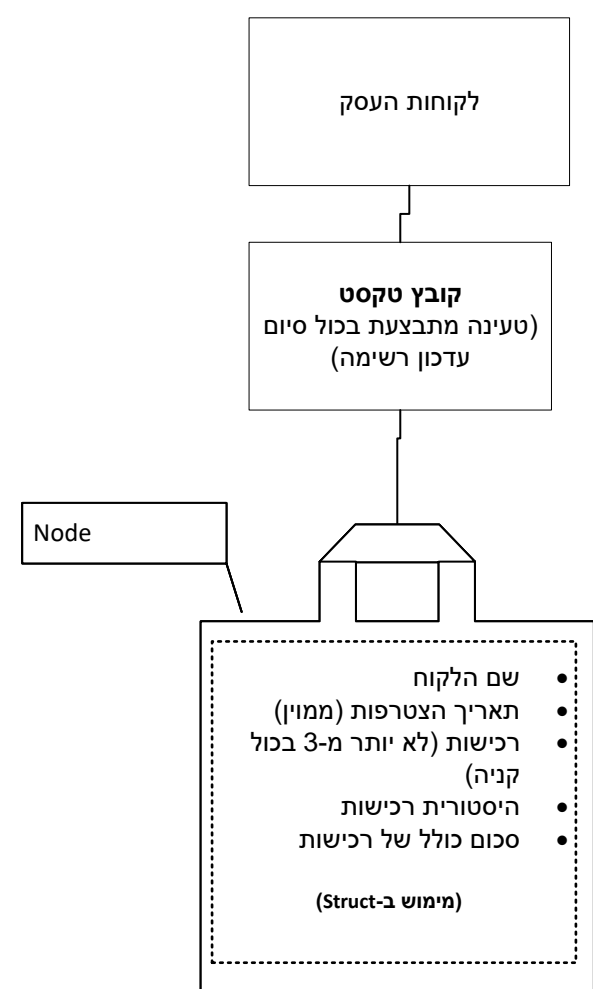 לקוחות העסק
קובץ טקסט
(טעינה מתבצעת בכול סיום
עדכון רשימה)
Node
• שם הלקוח
• תאריך הצטרפות (ממוין)
• רכישות (לא יותר מ-3 בכול
קניה)
• היסטורית רכישות
• סכום כולל של רכישות
(מימוש ב-Struct)